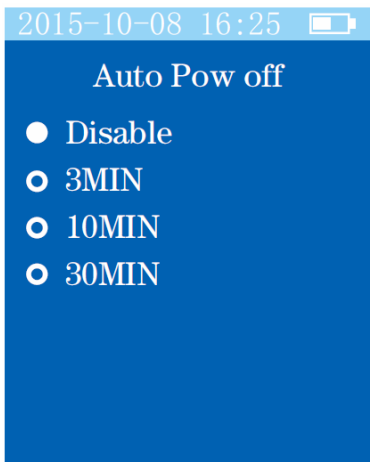 2015-10-08 16:25
Auto Pow off
Disable
3MIN
10MIN
30MIN